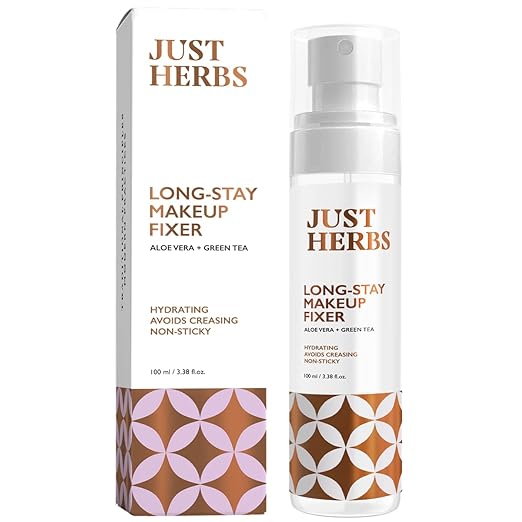 JUST
HERBS
LONG-STAY
MAKEUP
FIXER
ALOE VERA + GREEN TEA
HYDRATING
AVOIDS CREASING
NON-STICKY
100 ml / 3.38 fl.oz.
JUST
HERBS
LONG-STAY
MAKEUP
FIXER
ALOE VERA + GREEN TEA
HYDRATING
AVOIDS CREASING
NON-STICKY
100 ml / 3.38 fl.oz.